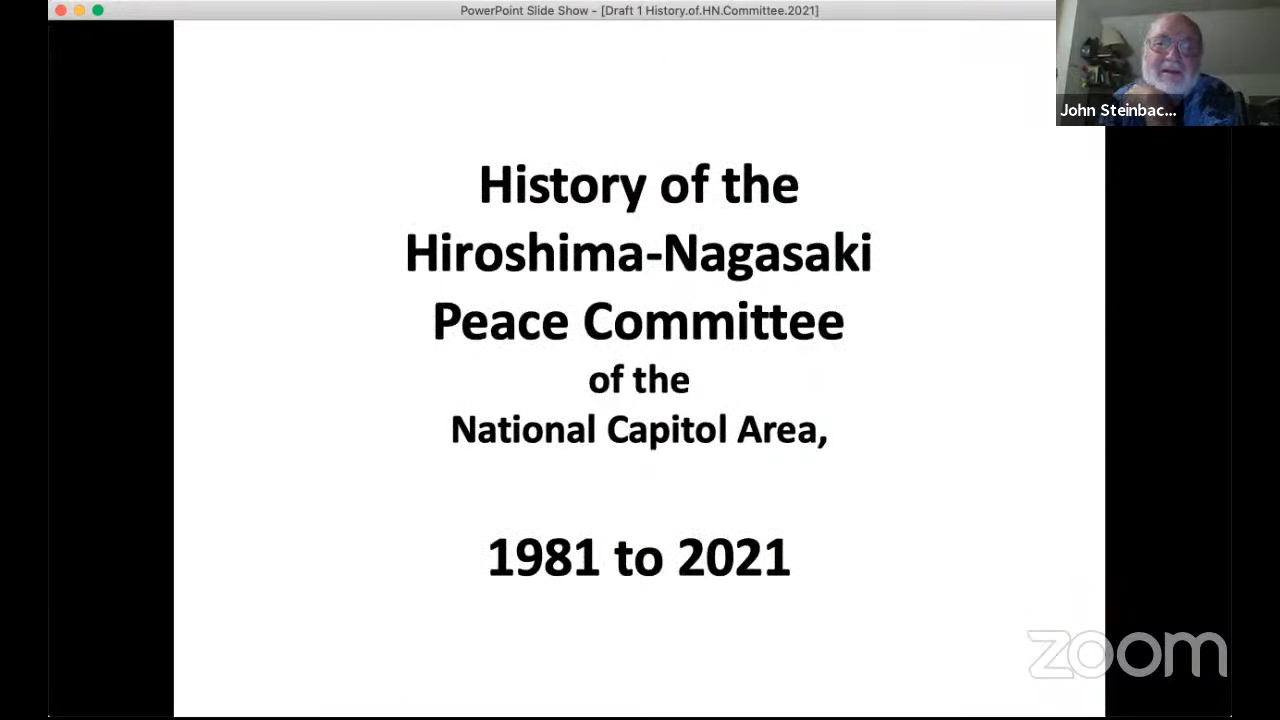 PowerPoint Slide Show - [Draft 1 History.of.HN.Committee.2021]
John Steinbac...
History of the
Hiroshima-Nagasaki
Peace Committee
of the
National Capitol Area,
1981 to 2021
zoom